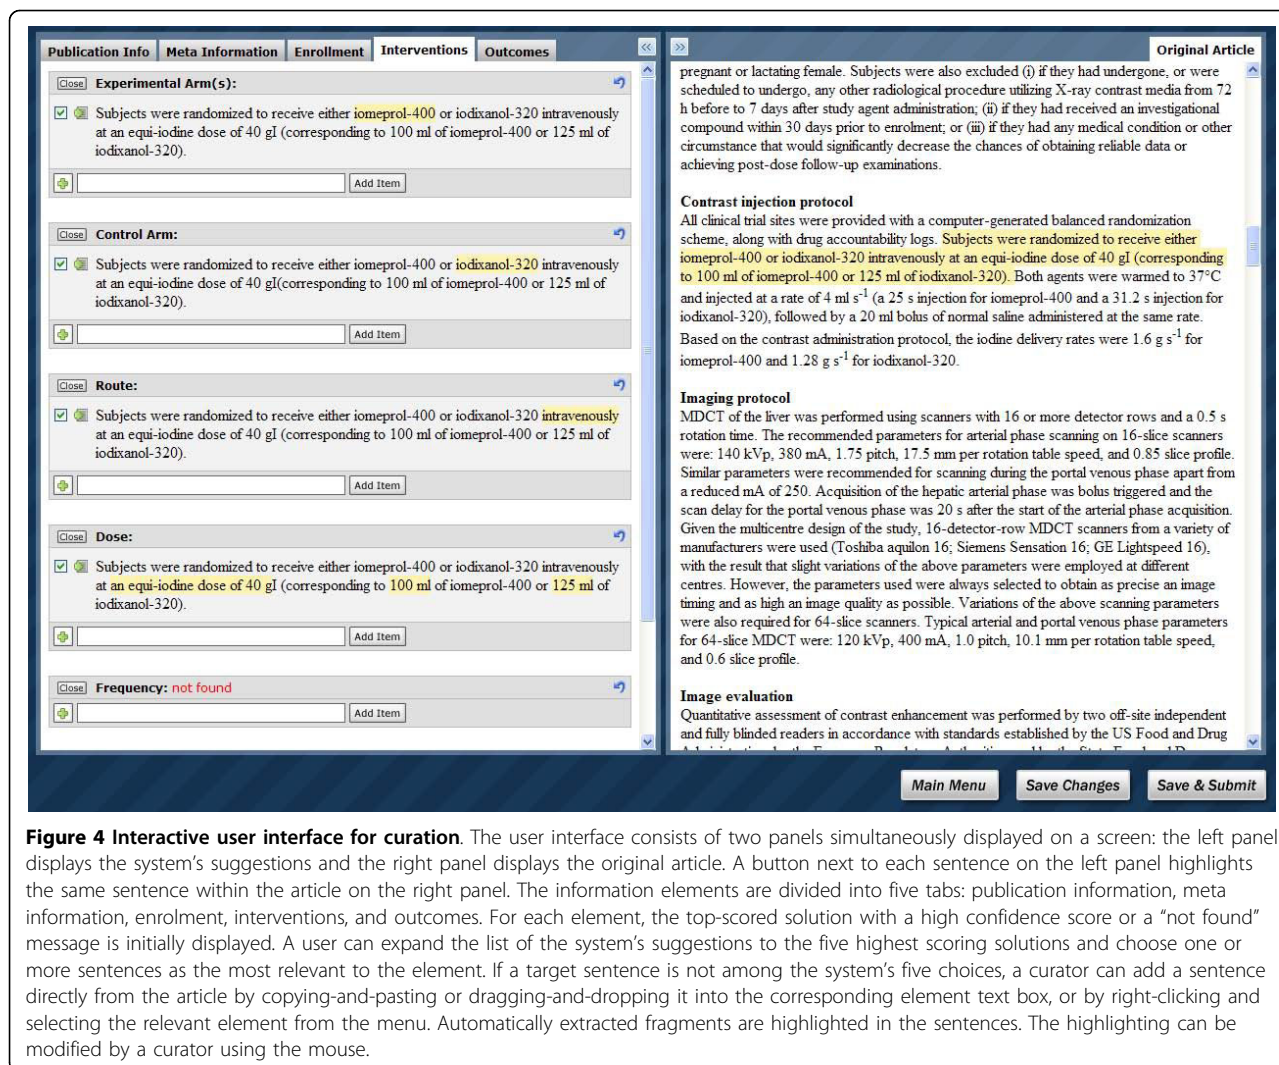 Publication Info Meta Information Enrollment Interventions Outcomes
Close Experimental Arm(s):
Subjects were randomized to receive either iomeprol-400 or iodixanol-320 intravenously
at an equi-iodine dose of 40 gI (corresponding to 100 ml of iomeprol-400 or 125 ml of
iodixanol-320).
Add Item
Close Control Arm:
Subjects were randomized to receive either iomeprol-400 or iodixanol-320 intravenously
at an equi-iodine dose of 40 gI(corresponding to 100 ml of iomeprol-400 or 125 ml of
iodixanol-320).
Add Item
Close Route:
Subjects were randomized to receive either iomeprol-400 or iodixanol-320 intravenously
at an equi-iodine dose of 40 gI (corresponding to 100 ml of iomeprol-400 or 125 ml of
iodixanol-320).
Add Item
Close Dose:
Subjects were randomized to receive either iomeprol-400 or iodixanol-320 intravenously
at an equi-iodine dose of 40 gI (corresponding to 100 ml of iomeprol-400 or 125 ml of
iodixanol-320).
Add Item
Close Frequency: not found
Add Item
Original Article
pregnant or lactating female. Subjects were also excluded (i) if they had undergone, or were
scheduled to undergo, any other radiological procedure utilizing X-ray contrast media from 72
h before to 7 days after study agent administration; (ii) if they had received an investigational
compound within 30 days prior to enrolment; or (iii) if they had any medical condition or other
circumstance that would significantly decrease the chances of obtaining reliable data or
achieving post-dose follow-up examinations.
Contrast injection protocol
All clinical trial sites were provided with a computer-generated balanced randomization
scheme, along with drug accountability logs. Subjects were randomized to receive either
iomeprol-400 or iodixanol-320 intravenously at an equi-iodine dose of 40 gI (corresponding
to 100 ml of iomeprol-400 or 125 ml of iodixanol-320). Both agents were warmed to 37°C
and injected at a rate of 4 ml s⁻¹ (a 25 s injection for iomeprol-400 and a 31.2 s injection for
iodixanol-320), followed by a 20 ml bolus of normal saline administered at the same rate.
Based on the contrast administration protocol, the iodine delivery rates were 1.6 g s⁻¹ for
iomeprol-400 and 1.28 g s⁻¹ for iodixanol-320.
Imaging protocol
MDCT of the liver was performed using scanners with 16 or more detector rows and a 0.5 s
rotation time. The recommended parameters for arterial phase scanning on 16-slice scanners
were: 140 kVp, 380 mA, 1.75 pitch, 17.5 mm per rotation table speed, and 0.85 slice profile.
Similar parameters were recommended for scanning during the portal venous phase apart from
a reduced mA of 250. Acquisition of the hepatic arterial phase was bolus triggered and the
scan delay for the portal venous phase was 20 s after the start of the arterial phase acquisition.
Given the multicentre design of the study, 16-detector-row MDCT scanners from a variety of
manufacturers were used (Toshiba aquilon 16; Siemens Sensation 16; GE Lightspeed 16),
with the result that slight variations of the above parameters were employed at different
centres. However, the parameters used were always selected to obtain as precise an image
timing and as high an image quality as possible. Variations of the above scanning parameters
were also required for 64-slice scanners. Typical arterial and portal venous phase parameters
for 64-slice MDCT were: 120 kVp, 400 mA, 1.0 pitch, 10.1 mm per rotation table speed,
and 0.6 slice profile.
Image evaluation
Quantitative assessment of contrast enhancement was performed by two off-site independent
and fully blinded readers in accordance with standards established by the US Food and Drug
Main Menu Save Changes Save & Submit
Figure 4 Interactive user interface for curation. The user interface consists of two panels simultaneously displayed on a screen: the left panel
displays the system's suggestions and the right panel displays the original article. A button next to each sentence on the left panel highlights
the same sentence within the article on the right panel. The information elements are divided into five tabs: publication information, meta
information, enrolment, interventions, and outcomes. For each element, the top-scored solution with a high confidence score or a "not found"
message is initially displayed. A user can expand the list of the system's suggestions to the five highest scoring solutions and choose one or
more sentences as the most relevant to the element. If a target sentence is not among the system's five choices, a curator can add a sentence
directly from the article by copying-and-pasting or dragging-and-dropping it into the corresponding element text box, or by right-clicking and
selecting the relevant element from the menu. Automatically extracted fragments are highlighted in the sentences. The highlighting can be
modified by a curator using the mouse.